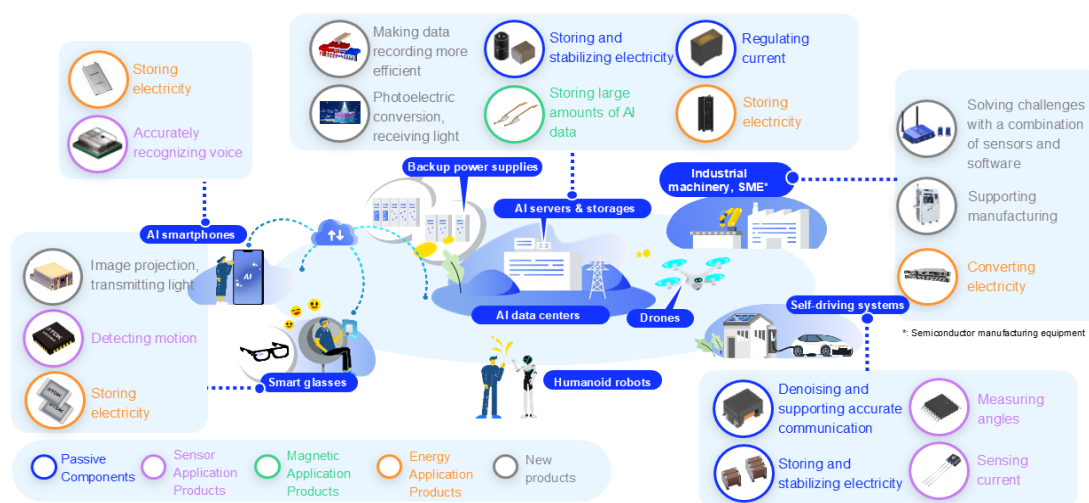 Storing
electricity
Accurately
recognizing voice
Making data
recording more
efficient
Photoelectric
conversion,
receiving light
Storing and
stabilizing electricity
Storing large
amounts of AI
data
Regulating
current
Storing
electricity
Solving challenges
with a combination
of sensors and
software
Supporting
manufacturing
Converting
electricity
*: Semiconductor manufacturing equipment
Backup power supplies
Industrial
machinery, SME*
AI servers & storages
AI smartphones
AI
Image projection,
transmitting light
Detecting motion
Storing
electricity
TDK
Smart glasses
AI data centers
Drones
Self-driving systems
Humanoid robots
Denoising and
supporting accurate
communication
Storing and
stabilizing electricity
Measuring
angles
Sensing
current
Passive
Components
Sensor
Application
Products
Magnetic
Application
Products
Energy
Application
Products
New
products